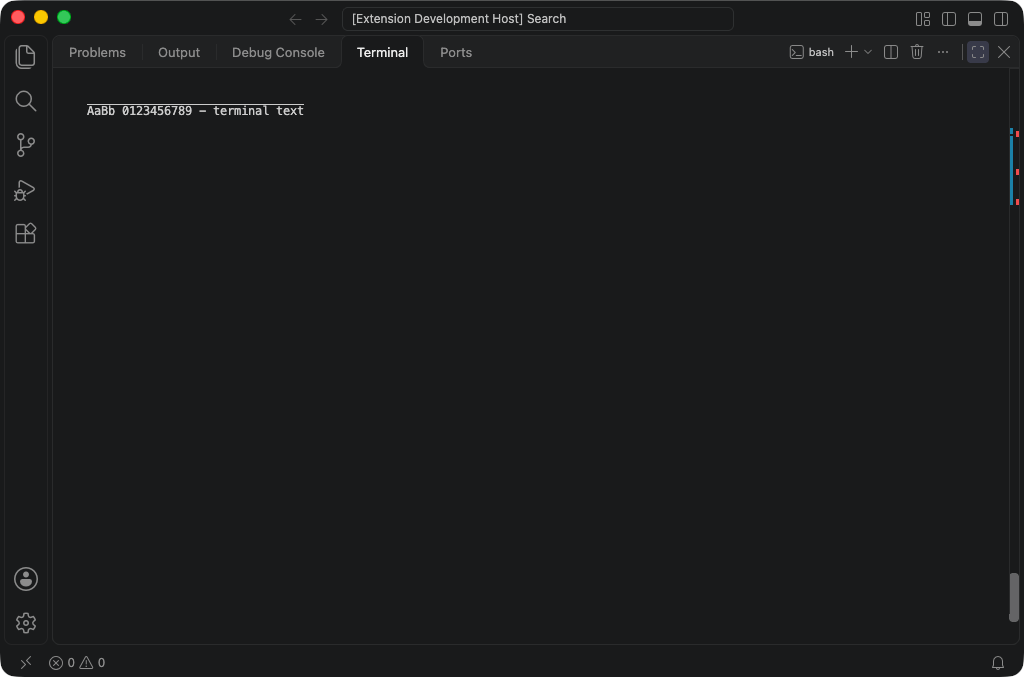 [Extension Development Host] Search
Problems Output Debug Console Terminal Ports bash
AaBb 0123456789 – terminal text
0 0